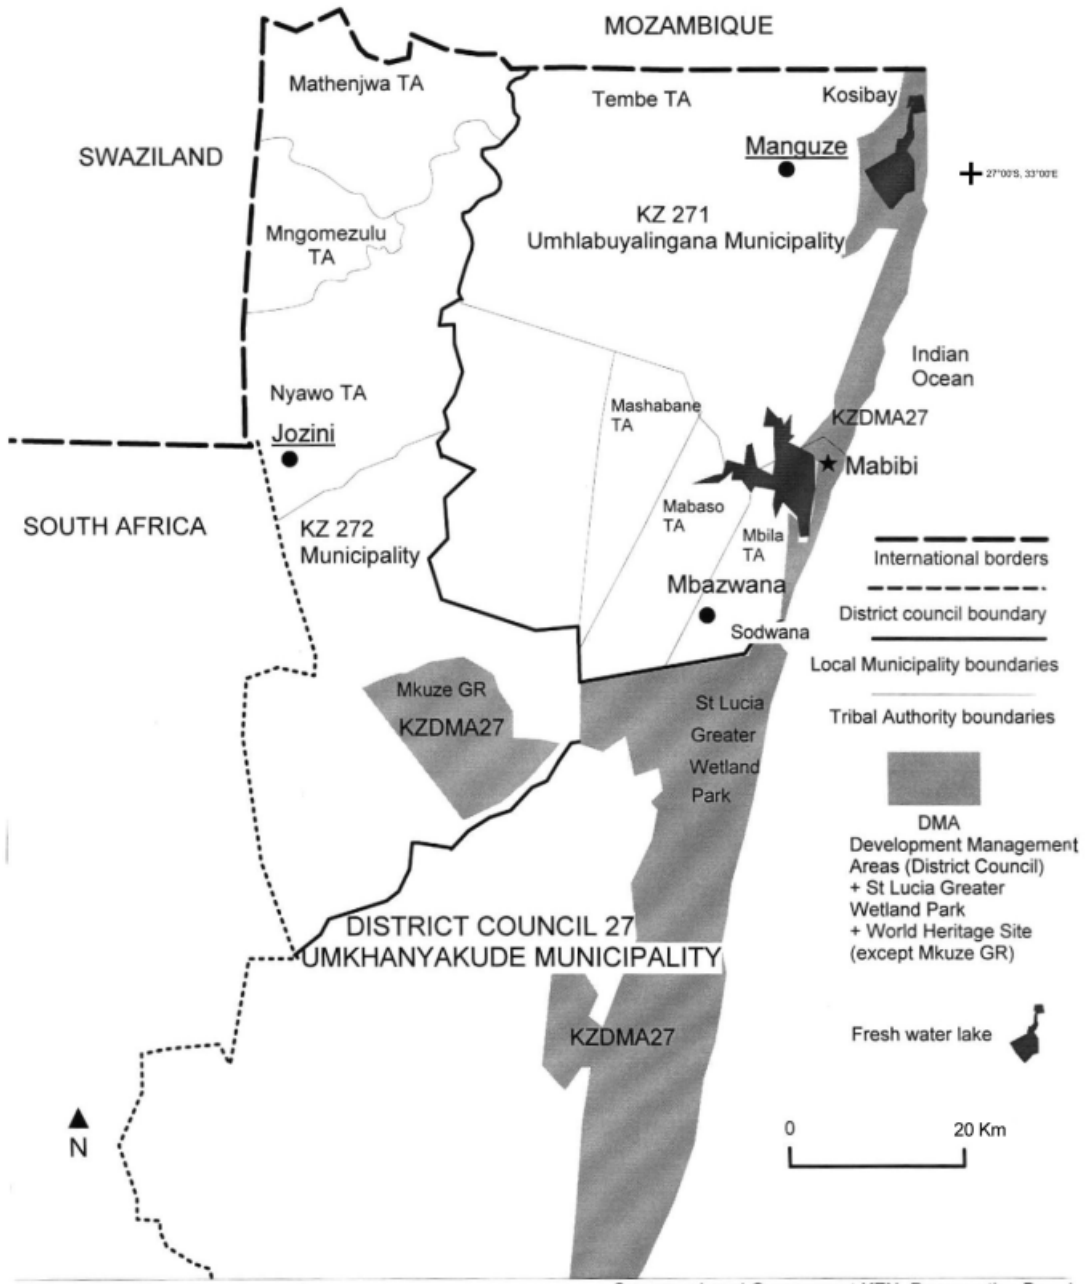 MOZAMBIQUE
Mathenjwa TA
Tembe TA
Kosibay
SWAZILAND
Manguze
27°00'S, 33°00'E
KZ 271
Umhlabuyalingana Municipality
Mngomezulu
TA
Indian
Ocean
Nyawo TA
Mashabane
TA
KZDMA27
Jozini
Mabibi
SOUTH AFRICA
KZ 272
Municipality
Mabaso
TA
Mbila
TA
Mbazwana
Sodwana
International borders
District council boundary
Local Municipality boundaries
Tribal Authority boundaries
Mkuze GR
KZDMA27
St Lucia
Greater
Wetland
Park
DMA
Development Management
Areas (District Council)
+ St Lucia Greater
Wetland Park
+ World Heritage Site
(except Mkuze GR)
DISTRICT COUNCIL 27
UMKHANYAKUDE MUNICIPALITY
KZDMA27
Fresh water lake
N
0 20 Km